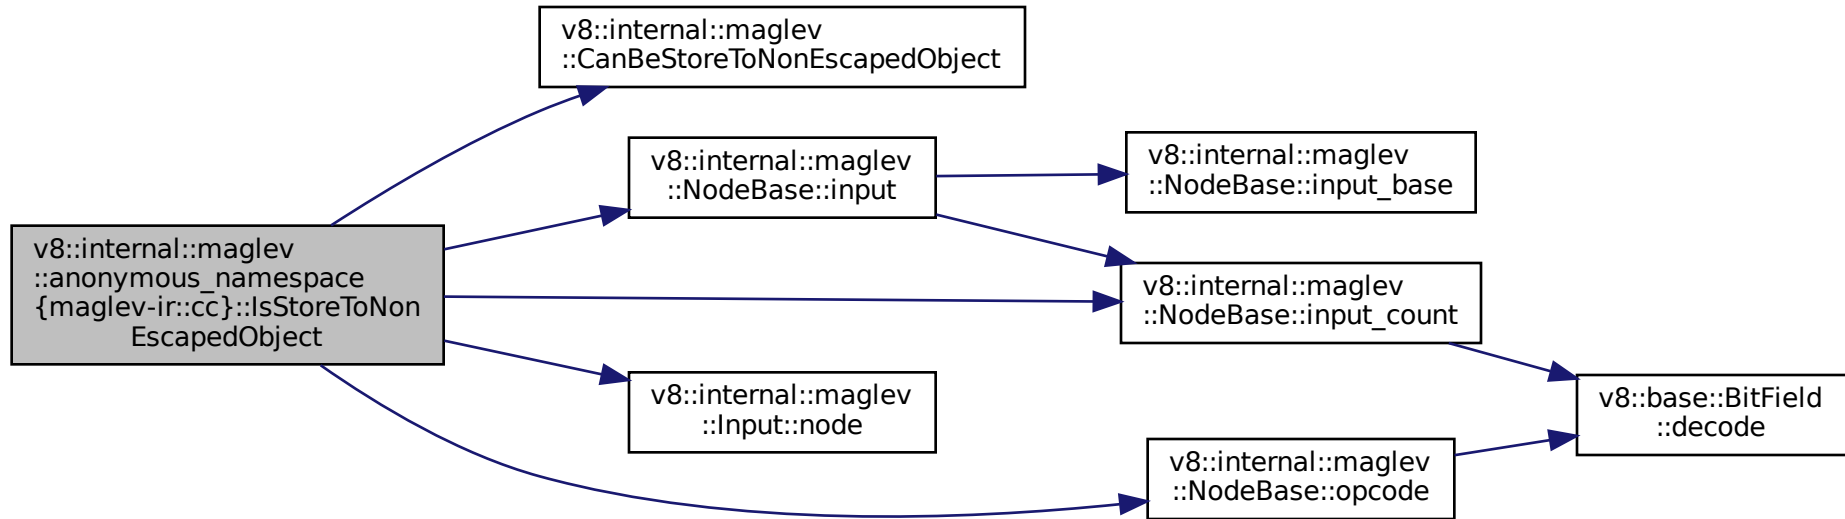 v8::internal::maglev
::CanBeStoreToNonEscapedObject
v8::internal::maglev
::NodeBase::input
v8::internal::maglev
::NodeBase::input_base
v8::internal::maglev
::anonymous_namespace
{maglev-ir::cc}::IsStoreToNon
EscapedObject
v8::internal::maglev
::NodeBase::input_count
v8::internal::maglev
::Input::node
v8::base::BitField
::decode
v8::internal::maglev
::NodeBase::opcode